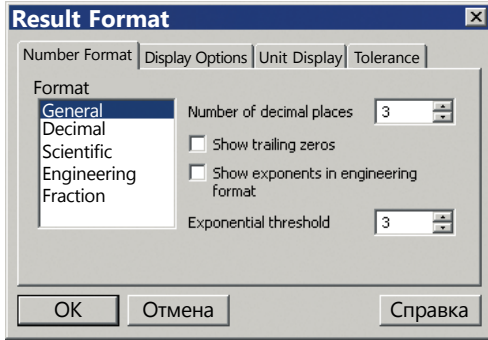 Result Format
Number Format Display Options Unit Display Tolerance
Format
General
Decimal
Scientific
Engineering
Fraction
Number of decimal places 3
Show trailing zeros
Show exponents in engineering
format
Exponential threshold 3
OK Отмена Справка